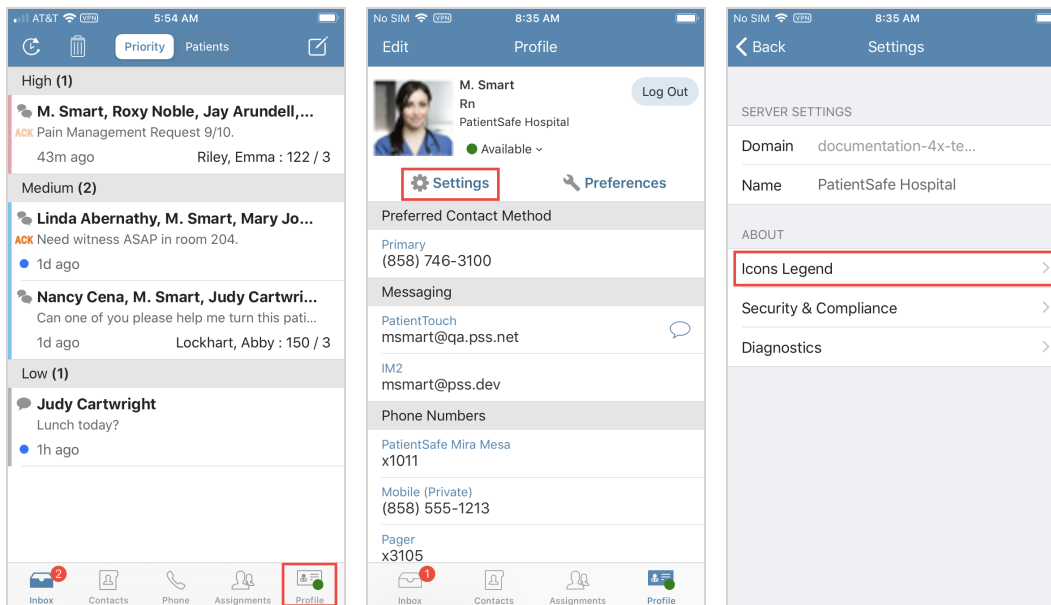 AT&T VPN 5:54 AM
Priority Patients
High (1)
M. Smart, Roxy Noble, Jay Arundell,...
ACK Pain Management Request 9/10.
43m ago Riley, Emma : 122 / 3
Medium (2)
Linda Abernathy, M. Smart, Mary Jo...
ACK Need witness ASAP in room 204.
1d ago
Nancy Cena, M. Smart, Judy Cartwri...
Can one of you please help me turn this pati...
1d ago Lockhart, Abby : 150 / 3
Low (1)
Judy Cartwright
Lunch today?
1h ago
2
Inbox Contacts Phone Assignments Profile
No SIM VPN 8:35 AM
Edit Profile
M. Smart
Rn
PatientSafe Hospital
Available
Log Out
Settings Preferences
Preferred Contact Method
Primary
(858) 746-3100
Messaging
PatientTouch
msmart@qa.pss.net
IM2
msmart@pss.dev
Phone Numbers
PatientSafe Mira Mesa
x1011
Mobile (Private)
(858) 555-1213
Pager
x3105
1
Inbox Contacts Assignments Profile
No SIM VPN 8:35 AM
Back Settings
SERVER SETTINGS
Domain documentation-4x-te...
Name PatientSafe Hospital
ABOUT
Icons Legend
Security & Compliance
Diagnostics